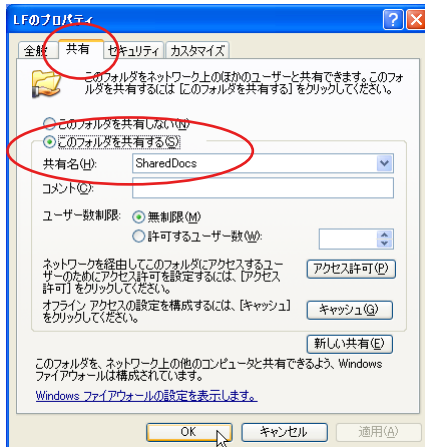 LFのプロパティ
全般 共有 セキュリティ カスタマイズ
このフォルダをネットワーク上のほかのユーザーと共有できます。このフォ
ルダを共有するには [このフォルダを共有する] をクリックしてください。
このフォルダを共有しない(N)
このフォルダを共有する(S)
共有名(H): SharedDocs
コメント(C):
ユーザー数制限: 無制限(M)
許可するユーザー数(W):
ネットワークを経由してこのフォルダにアクセスするユー
ザーのためにアクセス許可を設定するには、[アクセス
許可] をクリックしてください。
アクセス許可(P)
オフライン アクセスの設定を構成するには、[キャッシュ]
をクリックしてください。
キャッシュ(G)
新しい共有(E)
このフォルダを、ネットワーク上の他のコンピュータと共有できるよう、Windows
ファイアウォールは構成されています。
Windows ファイアウォールの設定を表示します。
OK キャンセル 適用(A)